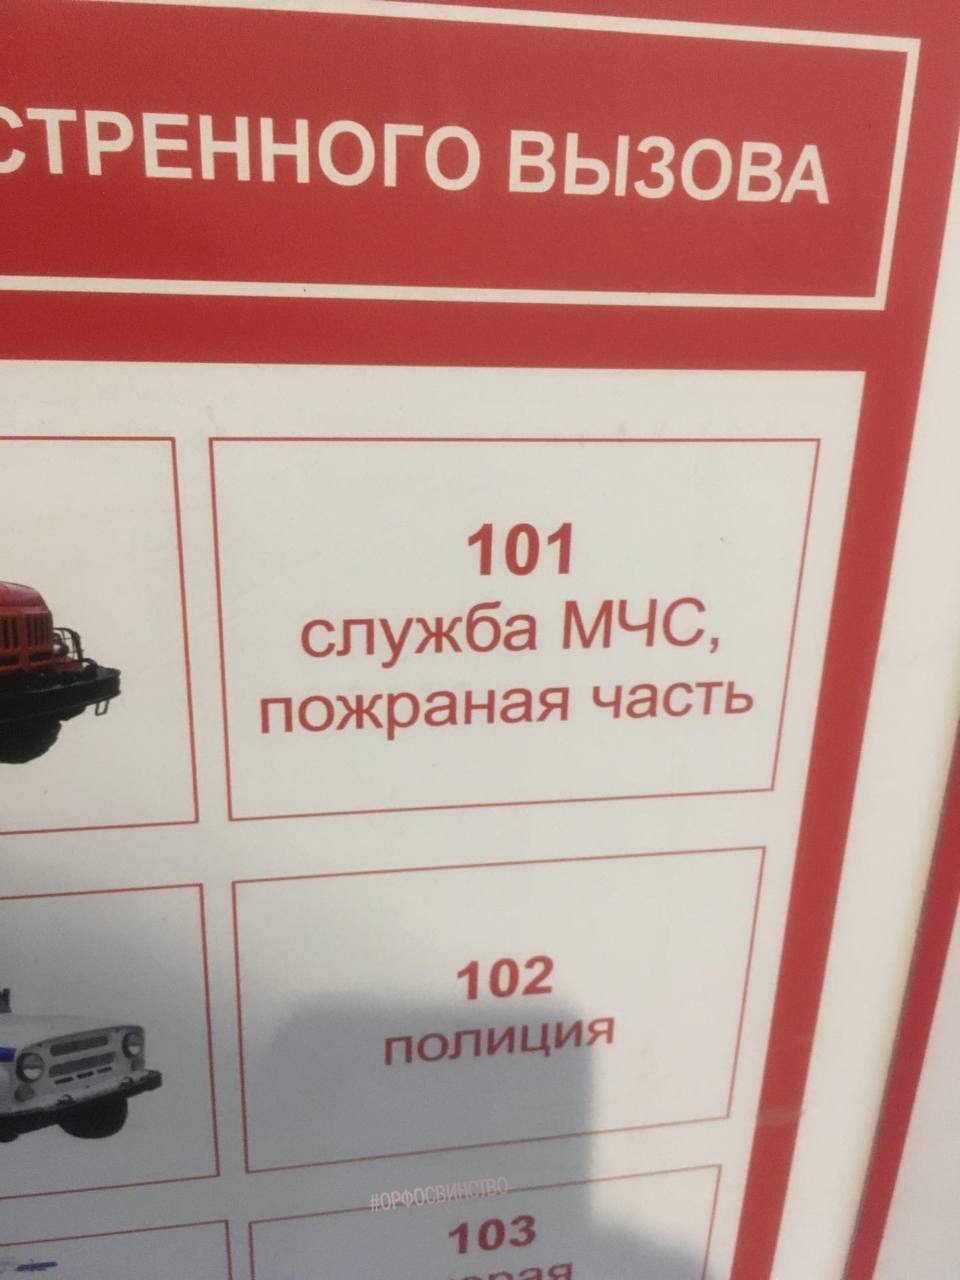 СТРЕННОГО ВЫЗОВА
101
служба МЧС,
пожраная часть
102
полиция
#ОРФОСВИНСТВО
103